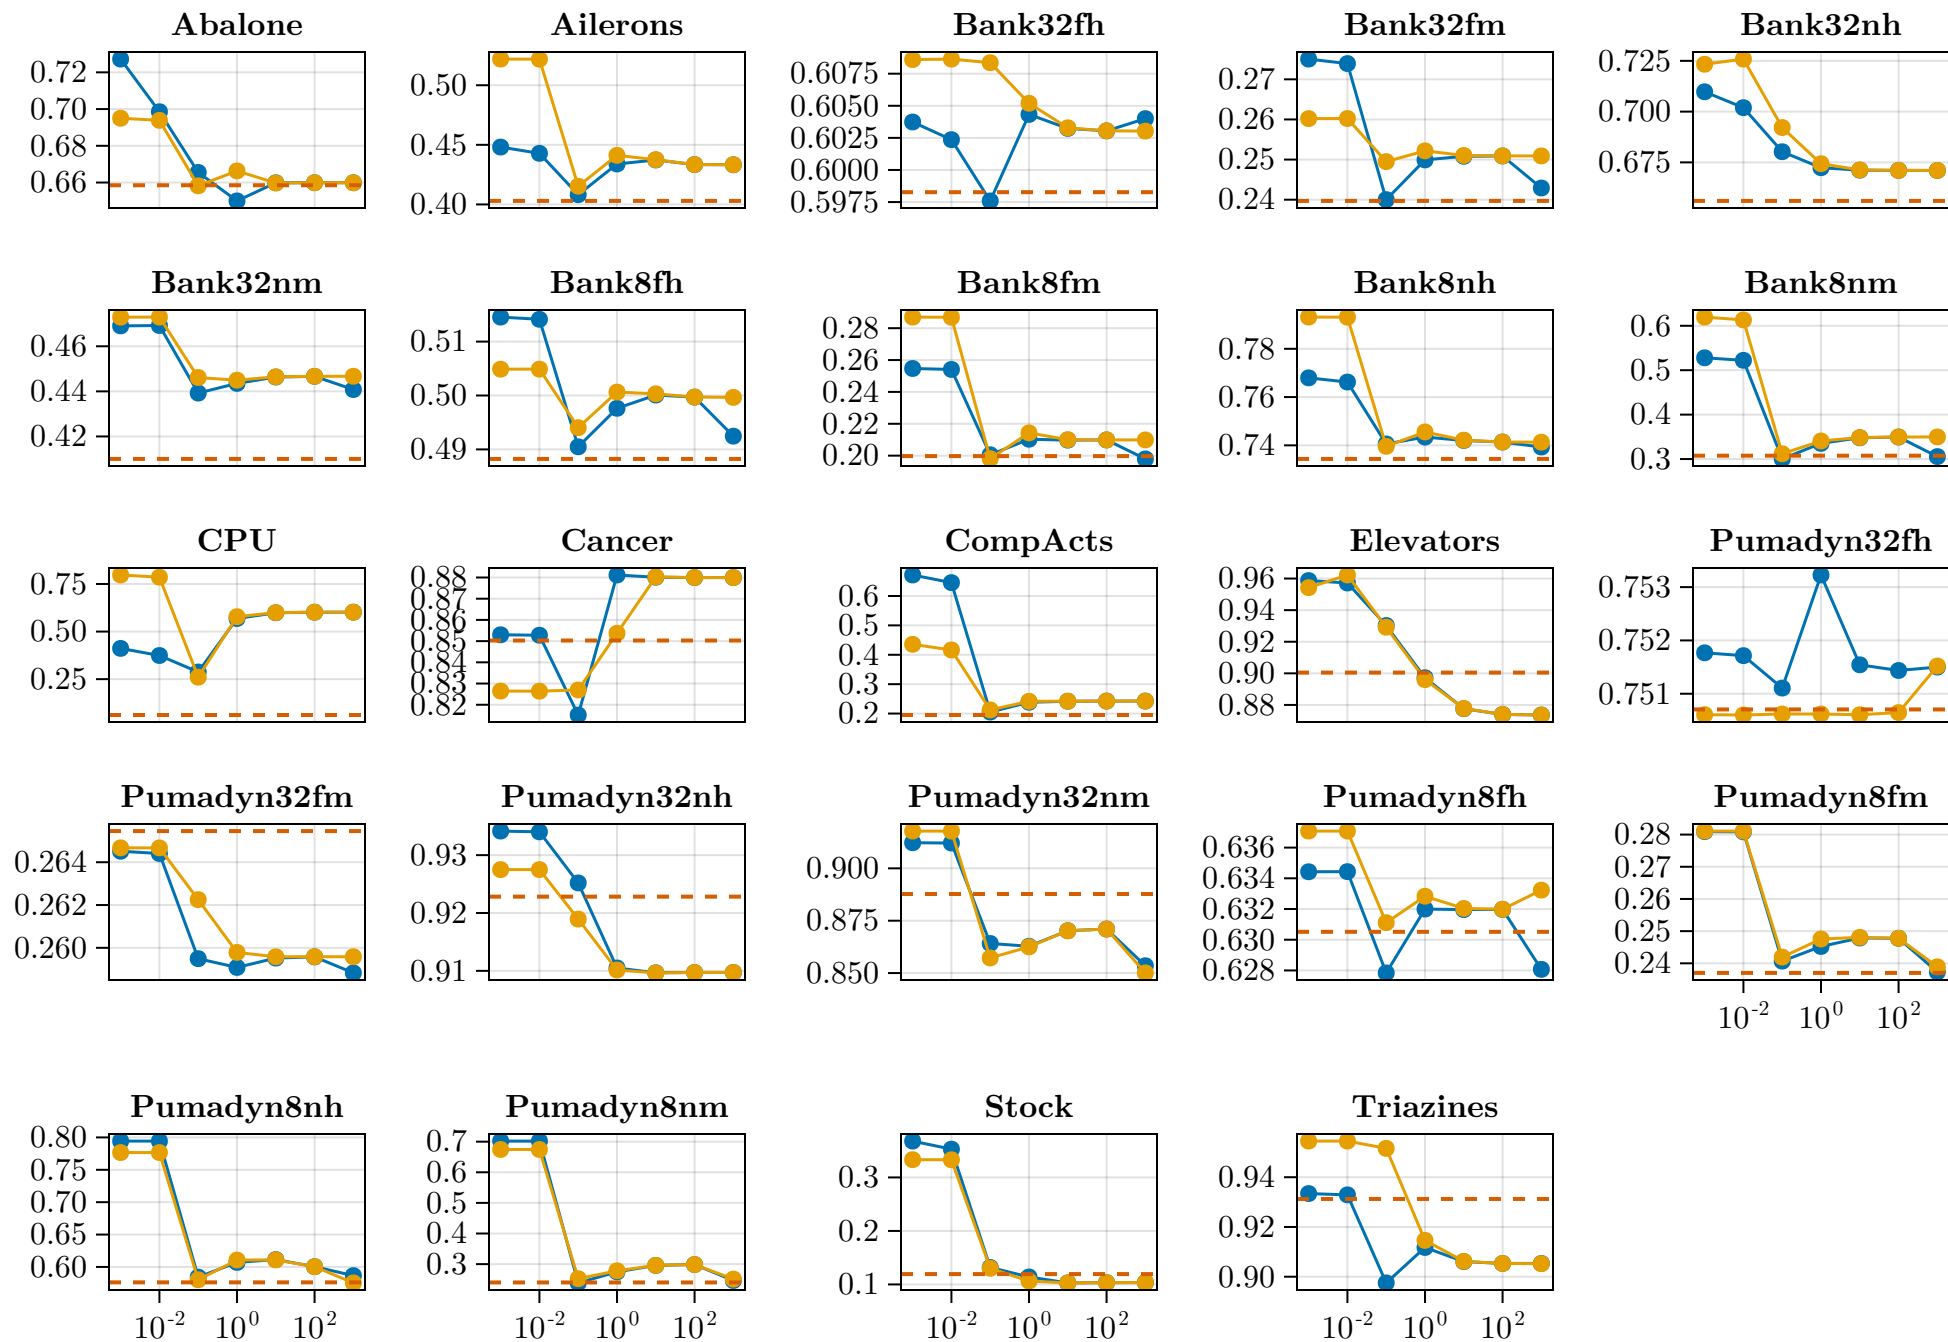 Abalone Ailerons Bank32fh Bank32fm Bank32nh
0.72 0.70 0.68 0.66
0.50 0.45 0.40
0.6075 0.6050 0.6025 0.6000 0.5975
0.27 0.26 0.25 0.24
0.725 0.700 0.675
Bank32nm Bank8fh Bank8fm Bank8nh Bank8nm
0.46 0.44 0.42
0.51 0.50 0.49
0.28 0.26 0.24 0.22 0.20
0.78 0.76 0.74
0.6 0.5 0.4 0.3
CPU Cancer CompActs Elevators Pumadyn32fh
0.75 0.50 0.25
0.88 0.87 0.86 0.85 0.84 0.83 0.82
0.6 0.5 0.4 0.3 0.2
0.96 0.94 0.92 0.90 0.88
0.753 0.752 0.751
Pumadyn32fm Pumadyn32nh Pumadyn32nm Pumadyn8fh Pumadyn8fm
0.264 0.262 0.260
0.93 0.92 0.91
0.900 0.875 0.850
0.636 0.634 0.632 0.630 0.628
0.28 0.27 0.26 0.25 0.24
10⁻² 10⁰ 10²
Pumadyn8nh Pumadyn8nm Stock Triazines
0.80 0.75 0.70 0.65 0.60
0.7 0.6 0.5 0.4 0.3
0.3 0.2 0.1
0.94 0.92 0.90
10⁻² 10⁰ 10² 10⁻² 10⁰ 10² 10⁻² 10⁰ 10² 10⁻² 10⁰ 10²